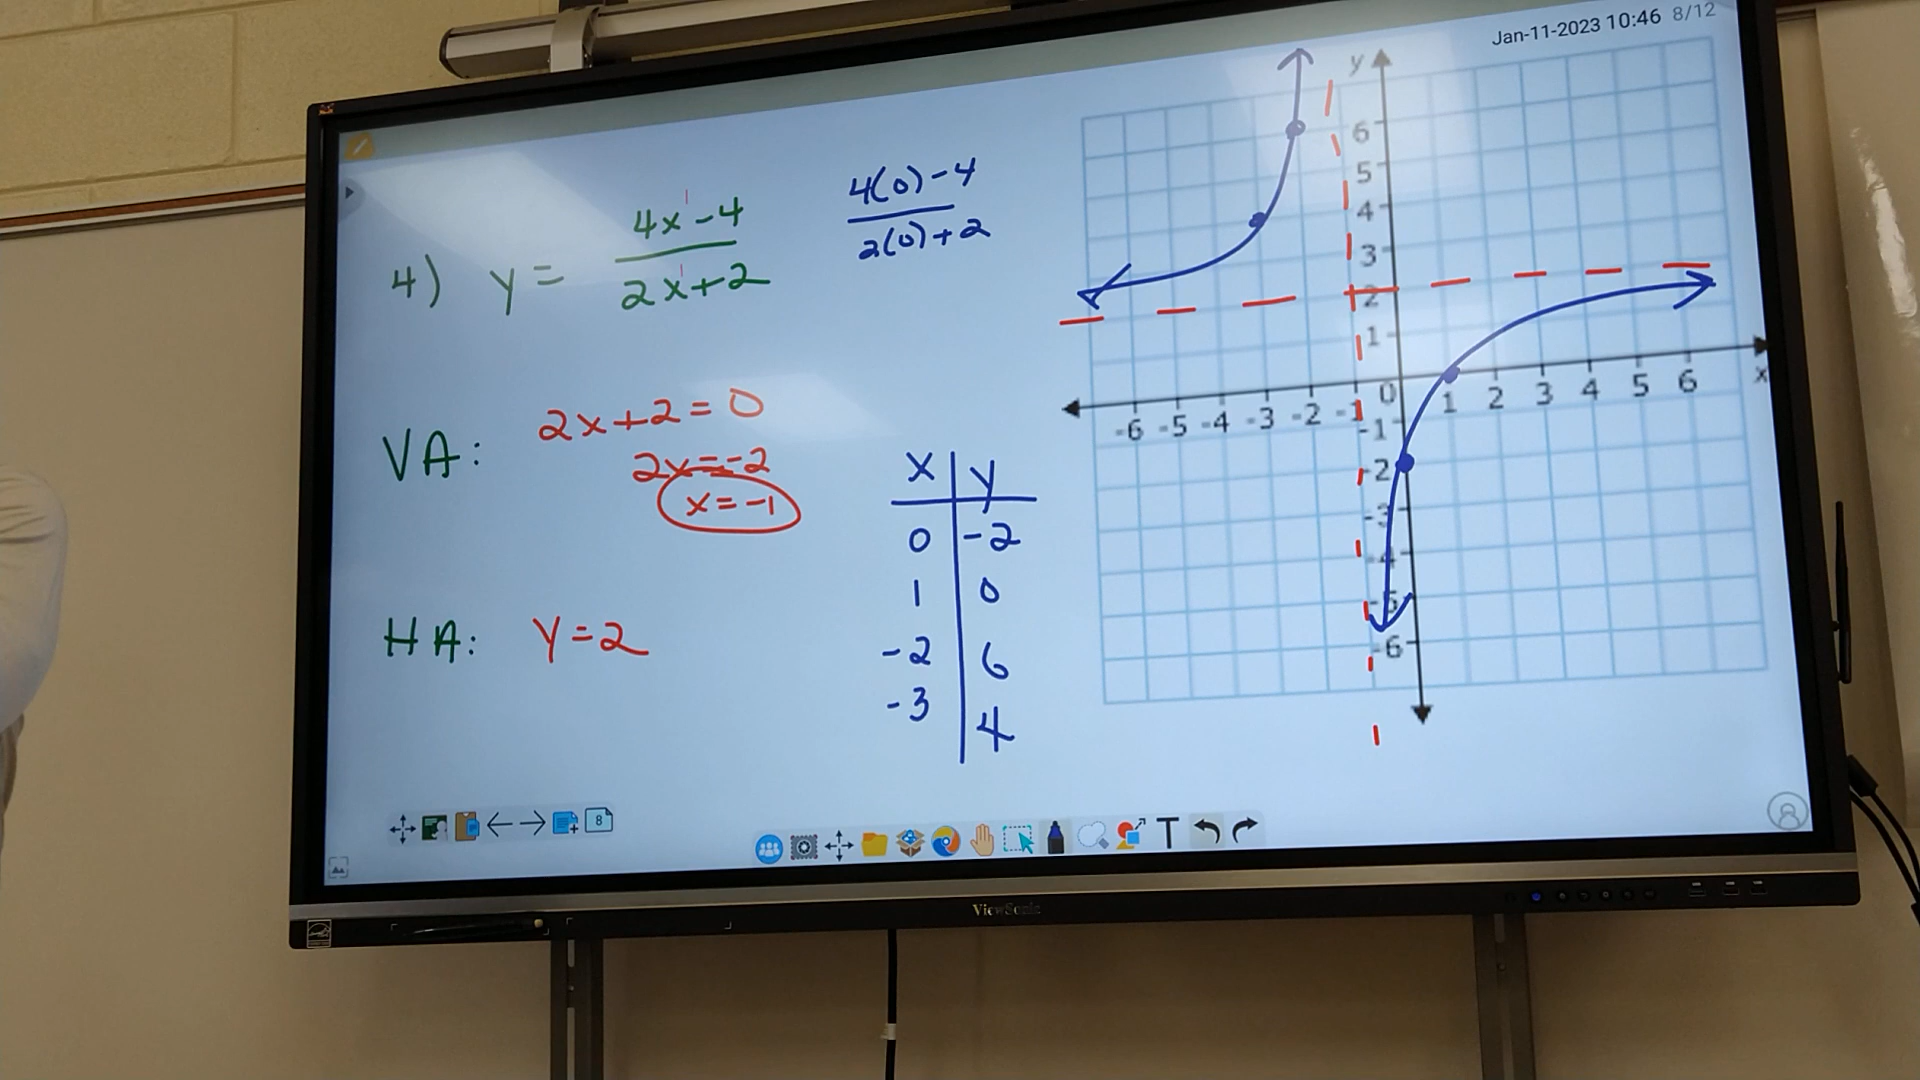 Jan-11-2023 10:46 8/12
4) y = 4x¹-4
2x¹+2
4(0)-4
2(0)+2
VA: 2x+2=0
2x=-2
x=-1
HA: y=2
x y
0 -2
1 0
-2 6
-3 4
y
6
5
4
3
2
1
-6 -5 -4 -3 -2 -1 0 1 2 3 4 5 6 x
-1
-2
-3
-4
-5
-6
8
T
ViewSonic